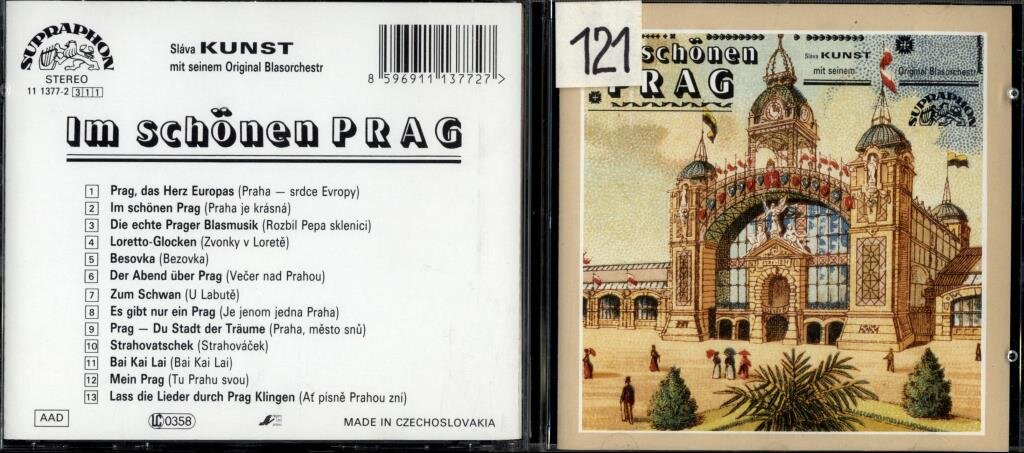 SUPRAPHON
STEREO
11 1377-2 311
Sláva KUNST
mit seinem Original Blasorchestr
8 596911 137727 >
Im schönen PRAG
1 Prag, das Herz Europas (Praha — srdce Evropy)
2 Im schönen Prag (Praha je krásná)
3 Die echte Prager Blasmusik (Rozbil Pepa sklenici)
4 Loretto-Glocken (Zvonky v Loretě)
5 Besovka (Bezovka)
6 Der Abend über Prag (Večer nad Prahou)
7 Zum Schwan (U Labutě)
8 Es gibt nur ein Prag (Je jenom jedna Praha)
9 Prag — Du Stadt der Träume (Praha, město snů)
10 Strahovatschek (Strahováček)
11 Bai Kai Lai (Bai Kai Lai)
12 Mein Prag (Tu Prahu svou)
13 Lass die Lieder durch Prag Klingen (Ať písně Prahou zní)
AAD
LC 0358
MADE IN CZECHOSLOVAKIA
121
schönen
PRAG
Sláva KUNST
mit seinem Original Blasorchestr
SUPRAPHON